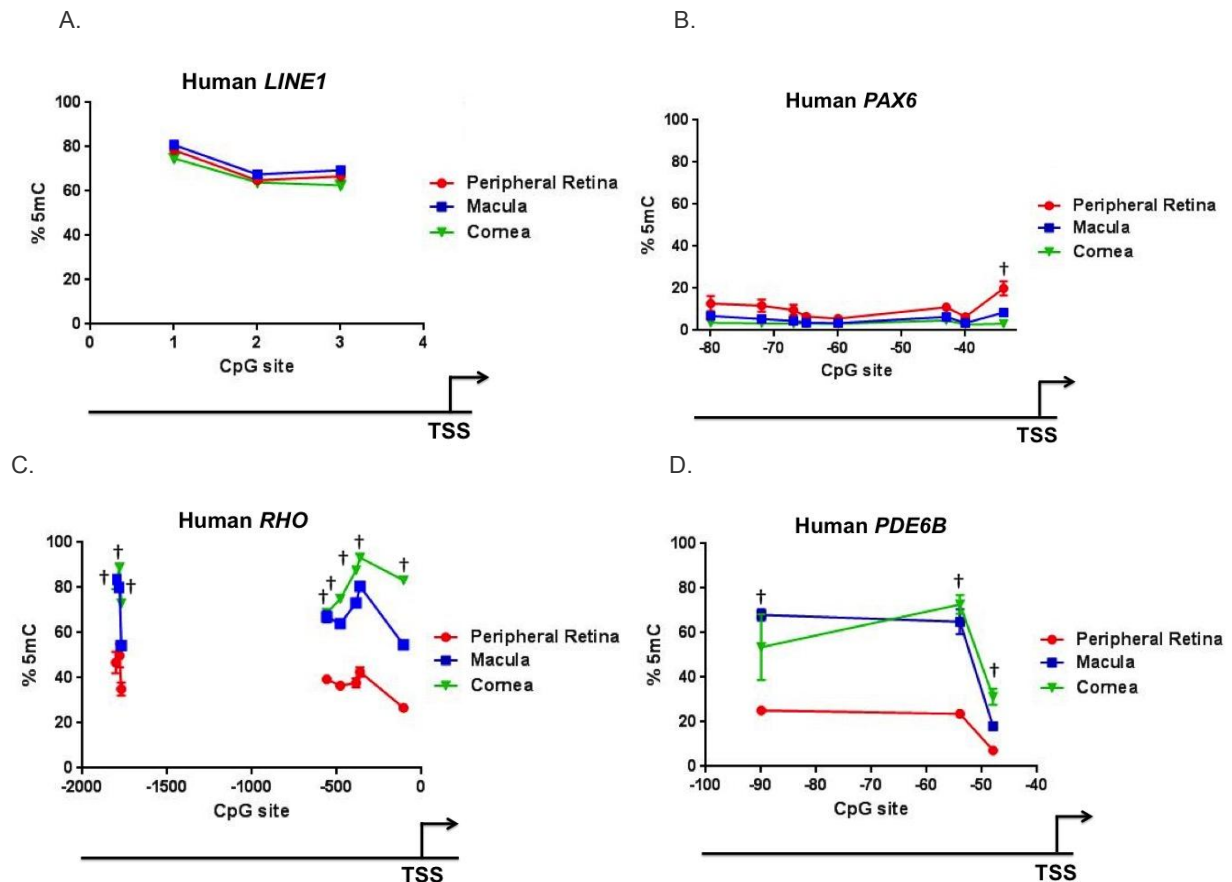 A.
Human LINE1
100
80
60
40
20
0
% 5mC
0 1 2 3 4
CpG site
Peripheral Retina
Macula
Cornea
TSS
B.
Human PAX6
100
80
60
40
20
0
% 5mC
-80 -70 -60 -50 -40
CpG site
Peripheral Retina
Macula
Cornea
†
TSS
C.
Human RHO
100
80
60
40
20
0
% 5mC
-2000 -1500 -1000 -500 0
CpG site
Peripheral Retina
Macula
Cornea
†
†
†
†
†
†
†
†
TSS
D.
Human PDE6B
100
80
60
40
20
0
% 5mC
-100 -90 -80 -70 -60 -50 -40
CpG site
Peripheral Retina
Macula
Cornea
†
†
†
TSS